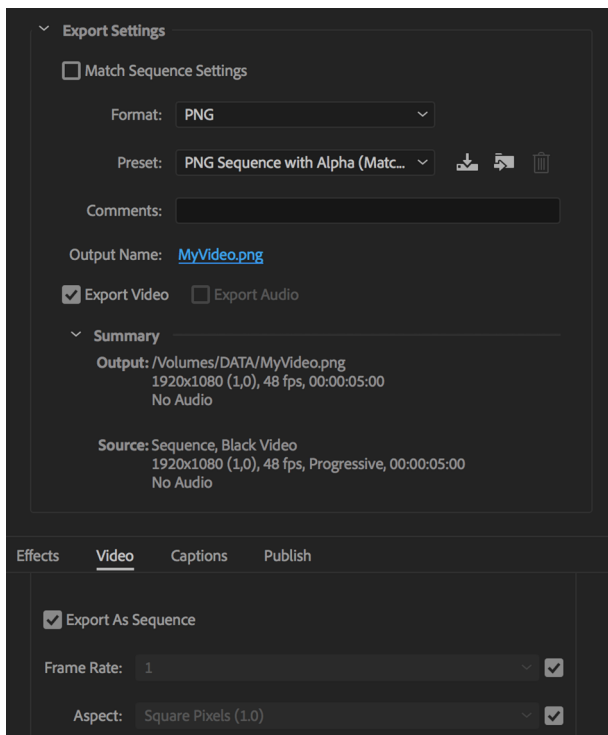 Export Settings
Match Sequence Settings
Format: PNG
Preset: PNG Sequence with Alpha (Matc...
Comments:
Output Name: MyVideo.png
Export Video Export Audio
Summary
Output: /Volumes/DATA/MyVideo.png
1920x1080 (1,0), 48 fps, 00:00:05:00
No Audio
Source: Sequence, Black Video
1920x1080 (1,0), 48 fps, Progressive, 00:00:05:00
No Audio
Effects Video Captions Publish
Export As Sequence
Frame Rate: 1
Aspect: Square Pixels (1.0)